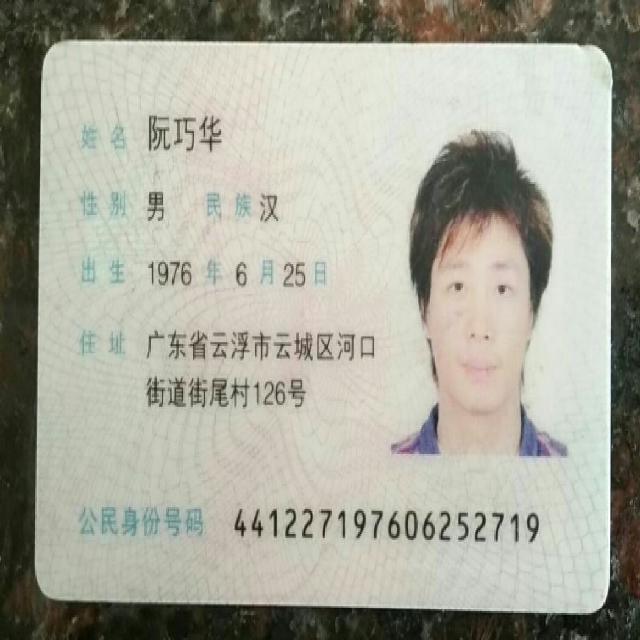 姓名 阮巧华
性别 男 民族 汉
出生 1976 年 6 月 25 日
住址 广东省云浮市云城区河口
街道街尾村126号
公民身份号码 441227197606252719